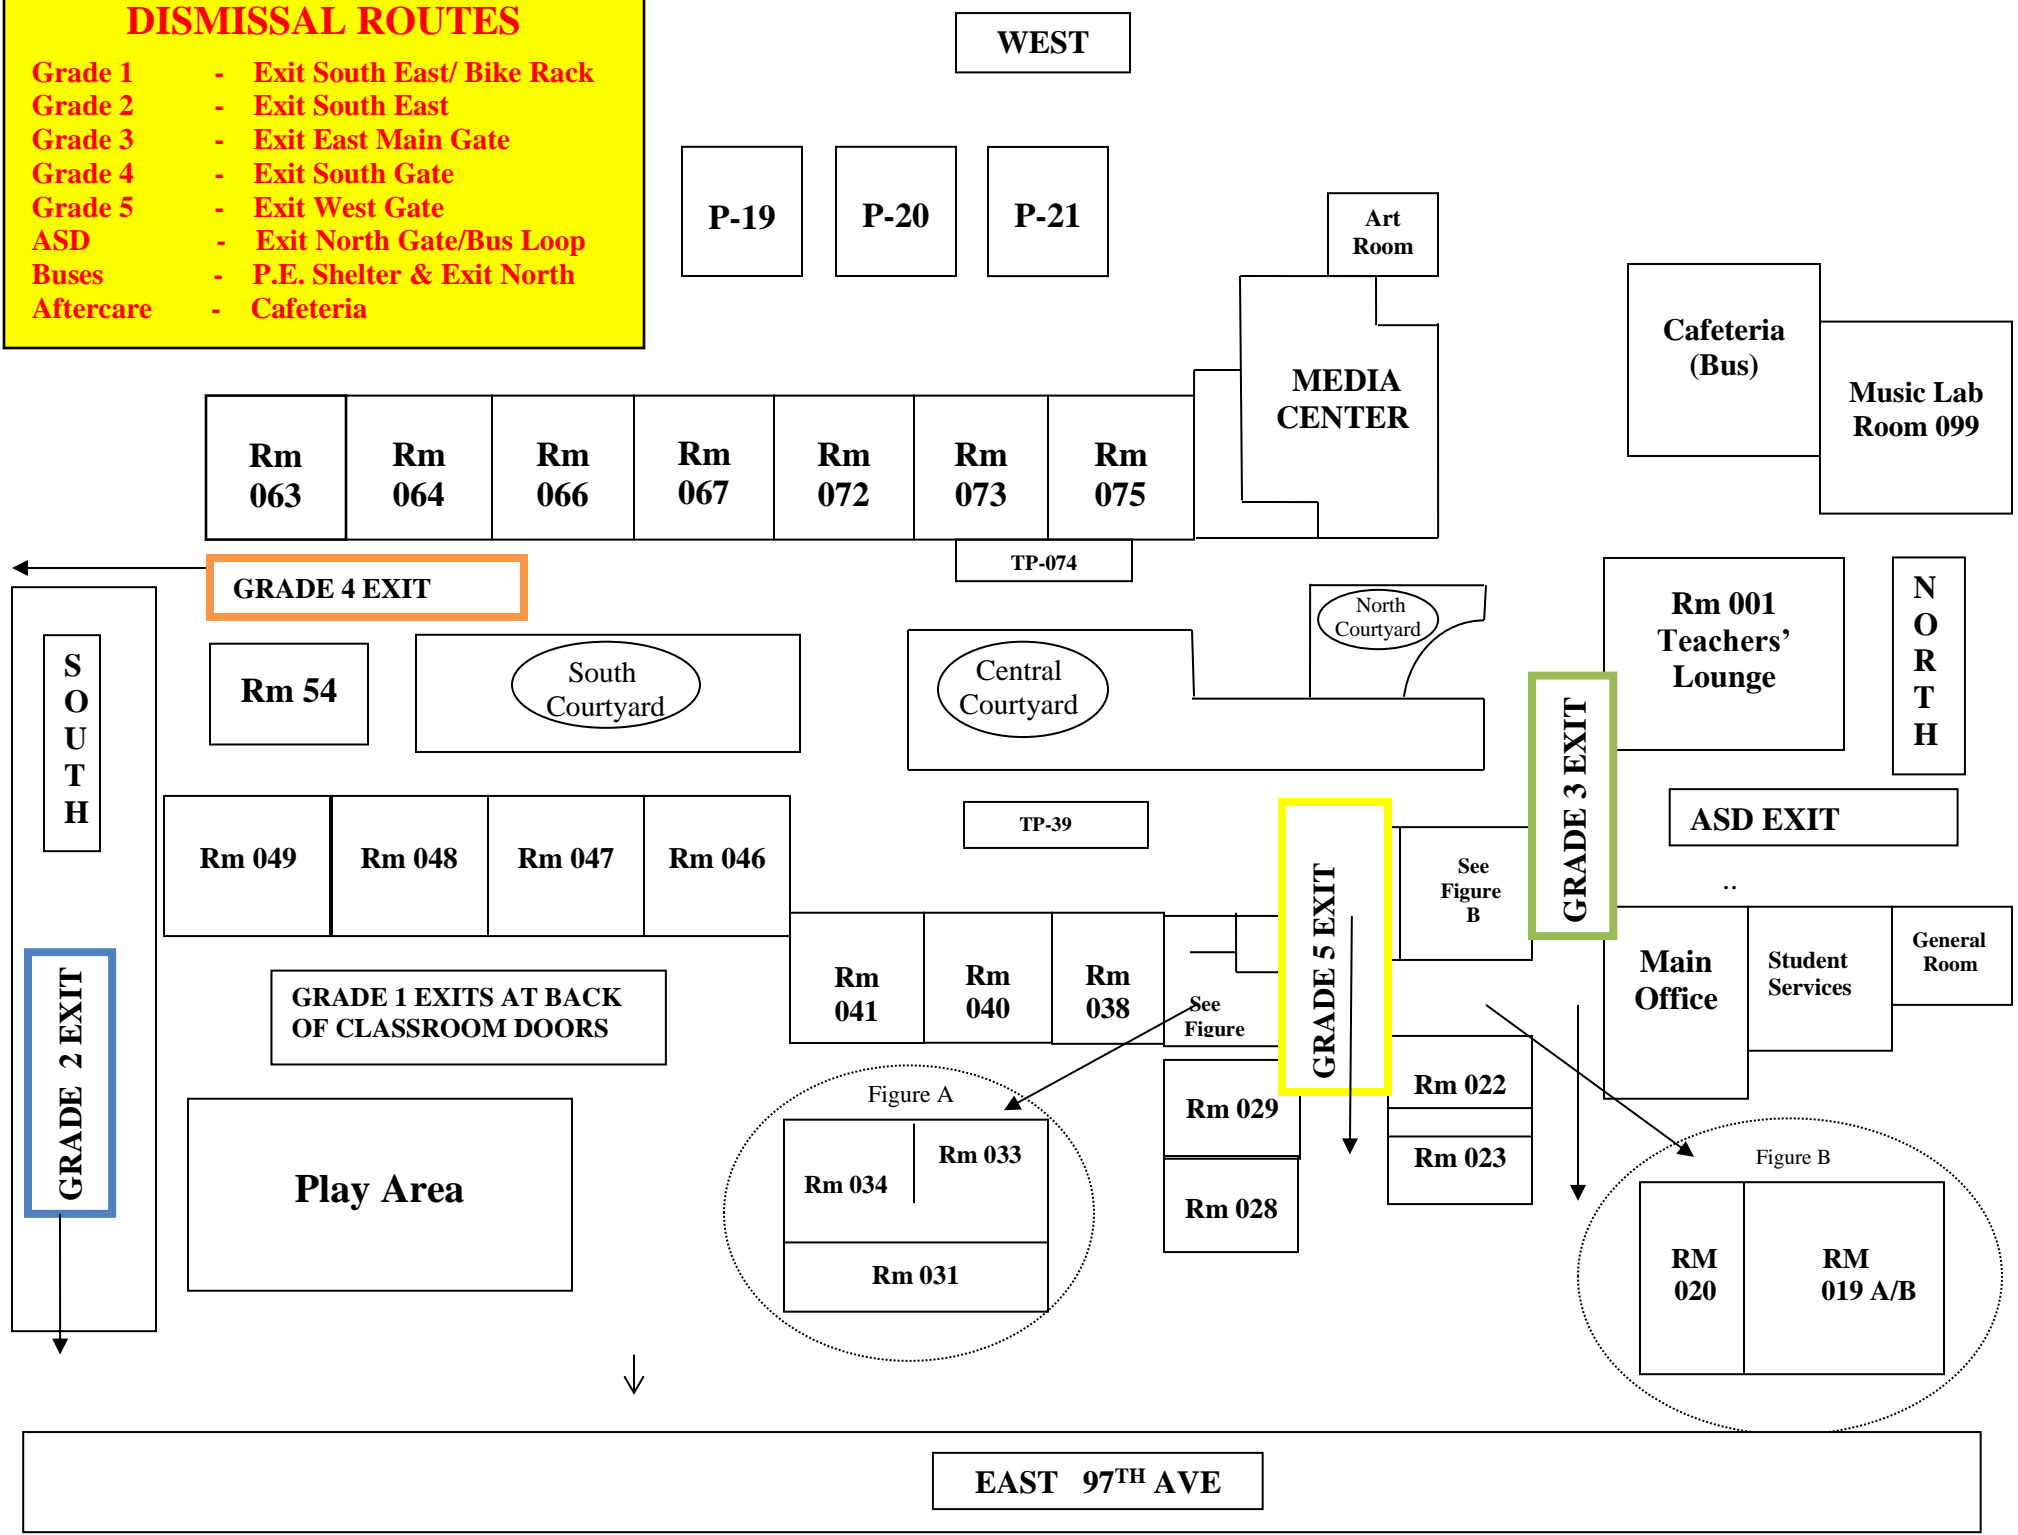 DISMISSAL ROUTES
Grade 1 - Exit South East/ Bike Rack
Grade 2 - Exit South East
Grade 3 - Exit East Main Gate
Grade 4 - Exit South Gate
Grade 5 - Exit West Gate
ASD - Exit North Gate/Bus Loop
Buses - P.E. Shelter & Exit North
Aftercare - Cafeteria
WEST
P-19
P-20
P-21
Art
Room
MEDIA
CENTER
Cafeteria
(Bus)
Music Lab
Room 099
Rm
063
Rm
064
Rm
066
Rm
067
Rm
072
Rm
073
Rm
075
TP-074
GRADE 4 EXIT
SOUTH
Rm 54
South
Courtyard
Central
Courtyard
North
Courtyard
Rm 001
Teachers’
Lounge
NORTH
GRADE 3 EXIT
ASD EXIT
..
Rm 049
Rm 048
Rm 047
Rm 046
TP-39
GRADE 5 EXIT
See
Figure
B
Main
Office
Student
Services
General
Room
GRADE 2 EXIT
GRADE 1 EXITS AT BACK
OF CLASSROOM DOORS
Rm
041
Rm
040
Rm
038
See
Figure
Rm 029
Rm 028
Rm 022
Rm 023
Play Area
Figure A
Rm 034
Rm 033
Rm 031
Figure B
RM
020
RM
019 A/B
EAST 97TH AVE